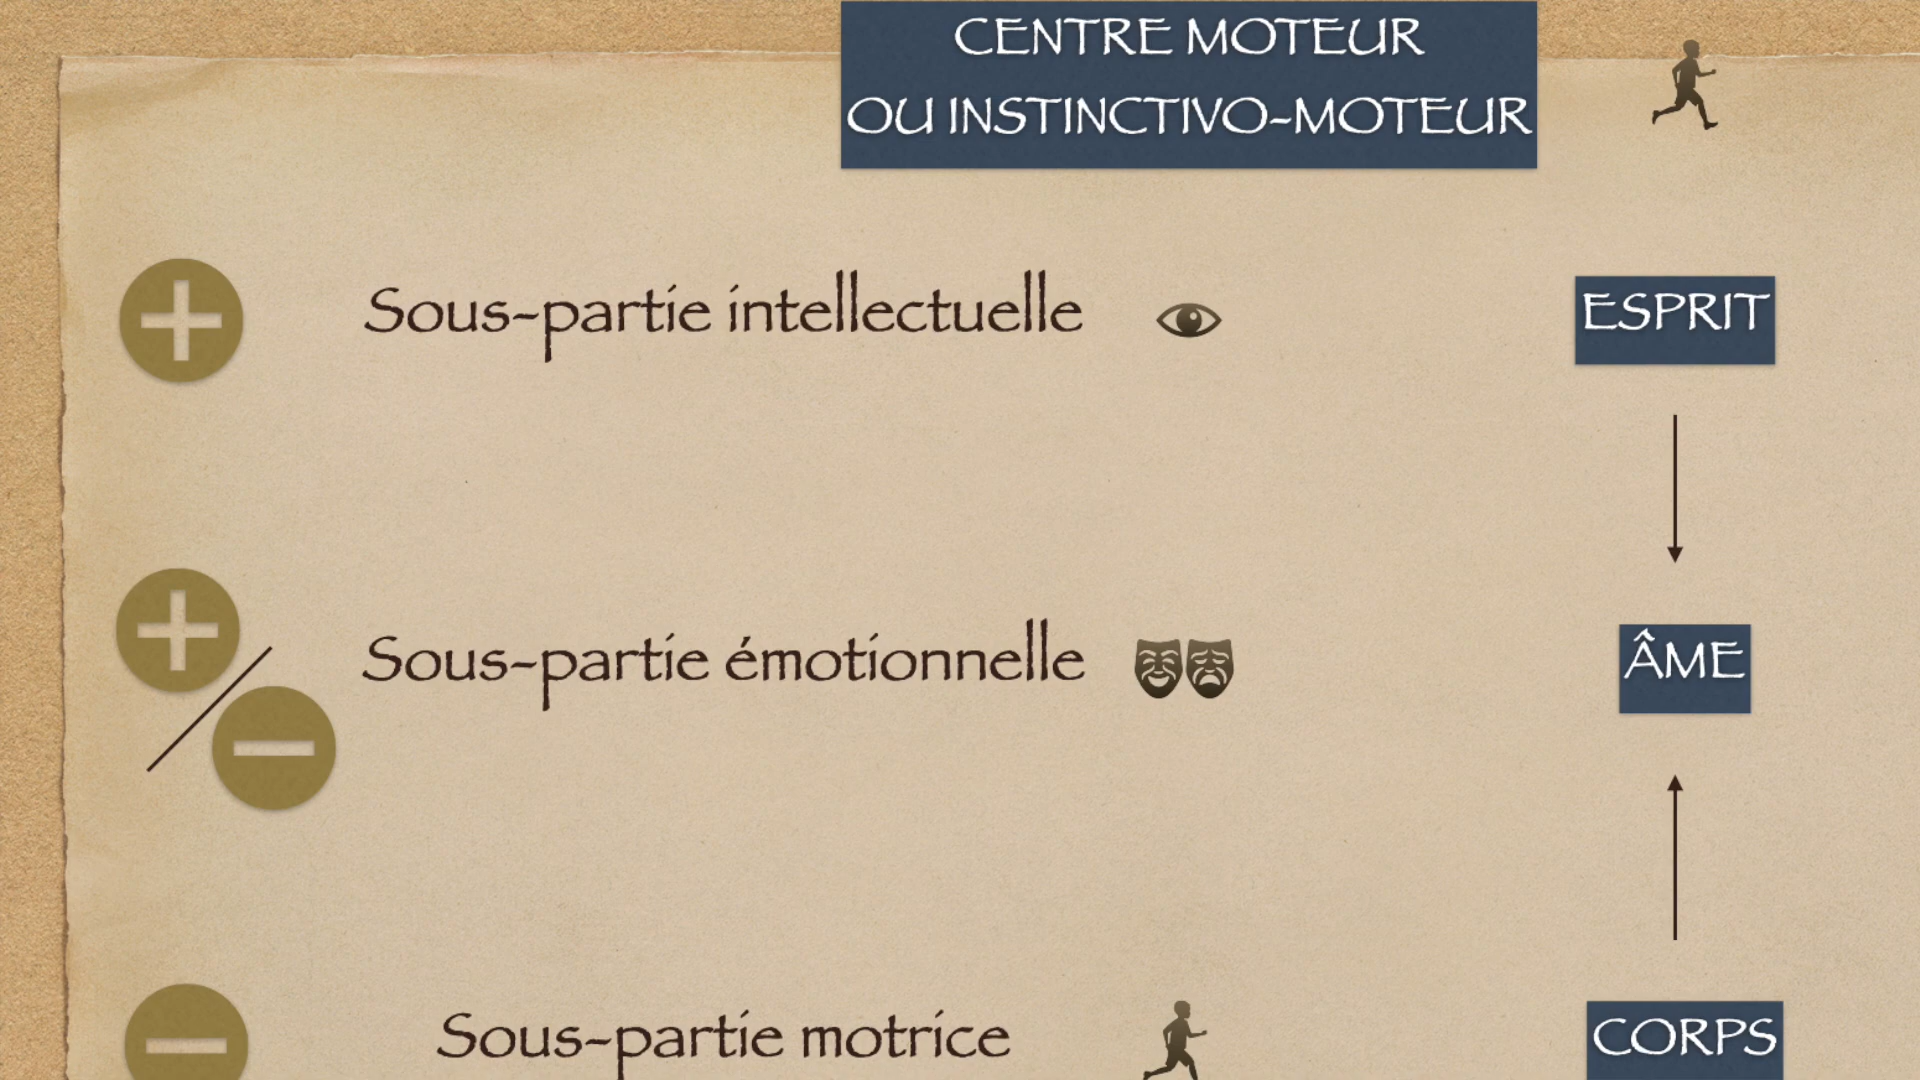 CENTRE MOTEUR
OU INSTINCTIVO-MOTEUR
Sous-partie intellectuelle
ESPRIT
Sous-partie émotionnelle
ÂME
Sous-partie motrice
CORPS